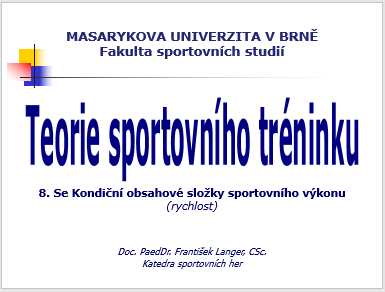 MASARYKOVA UNIVERZITA V BRNĚ
Fakulta sportovních studií
Teorie sportovního tréninku
8. Se Kondiční obsahové složky sportovního výkonu
(rychlost)
Doc. PaedDr. František Langer, CSc.
Katedra sportovních her